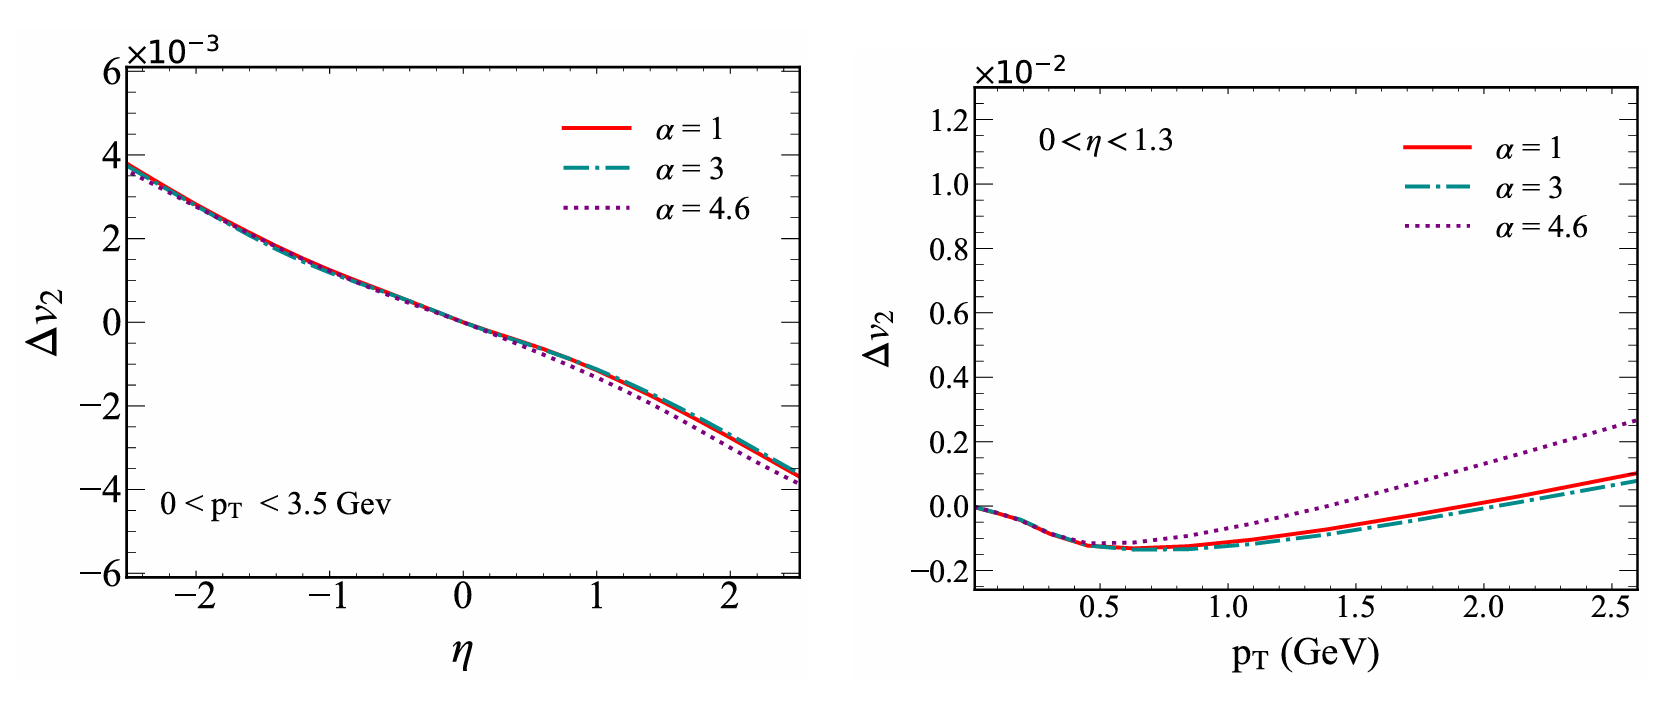 ×10−3
6
4
2
0
−2
−4
−6
Δv2
α = 1
α = 3
α = 4.6
0 < pT < 3.5 Gev
−2 −1 0 1 2
η
×10−2
1.2
1.0
0.8
0.6
0.4
0.2
0.0
−0.2
Δv2
0 < η < 1.3
α = 1
α = 3
α = 4.6
0.5 1.0 1.5 2.0 2.5
pT (GeV)